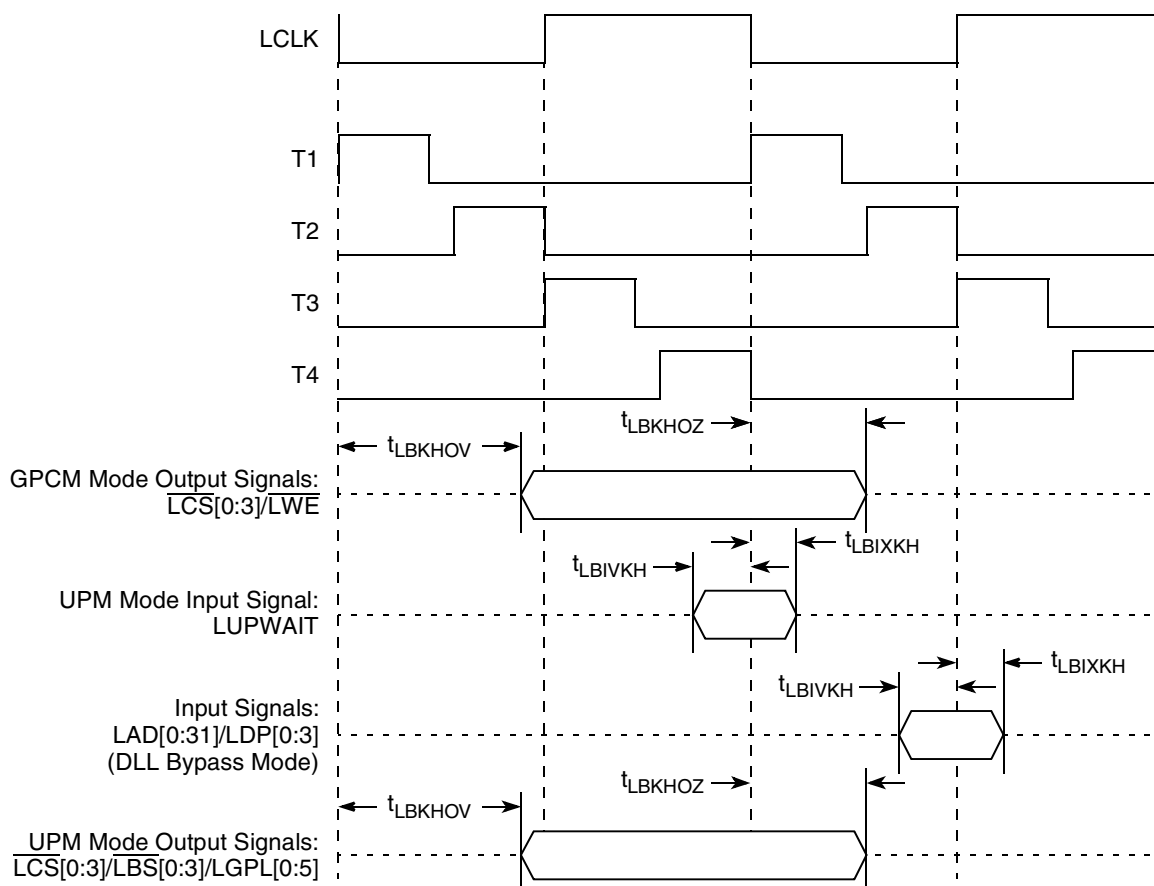 LCLK
T1
T2
T3
T4
tLBKHOZ
tLBKHOV
GPCM Mode Output Signals:
LCS[0:3]/LWE
tLBIXKH
tLBIVKH
UPM Mode Input Signal:
LUPWAIT
tLBIXKH
tLBIVKH
Input Signals:
LAD[0:31]/LDP[0:3]
(DLL Bypass Mode)
tLBKHOZ
tLBKHOV
UPM Mode Output Signals:
LCS[0:3]/LBS[0:3]/LGPL[0:5]